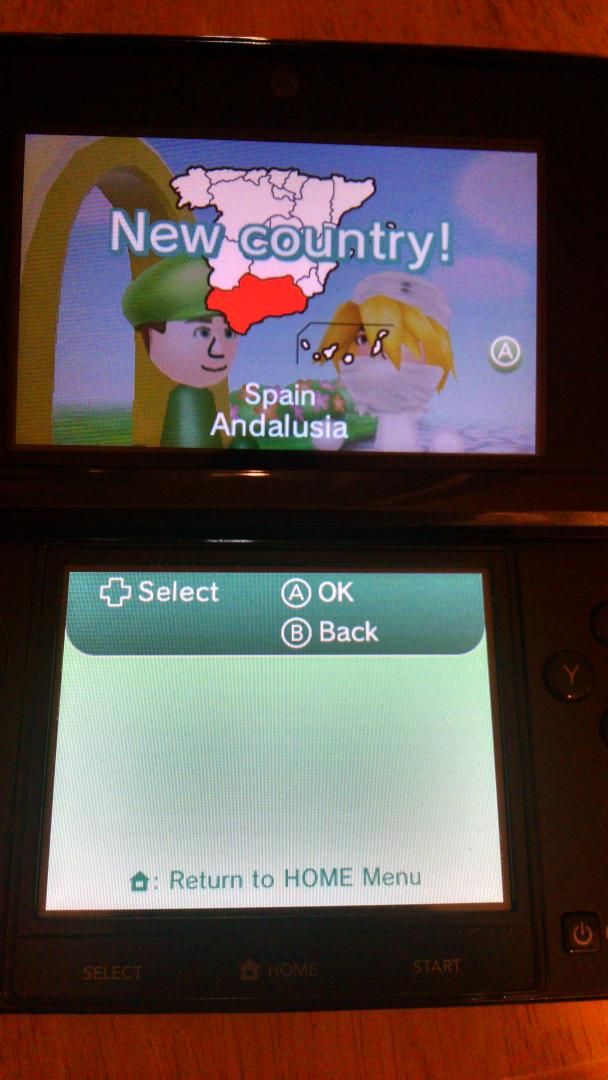 New country!
A
Spain
Andalusia
Select
A OK
B Back
: Return to HOME Menu
Y
SELECT
HOME
START